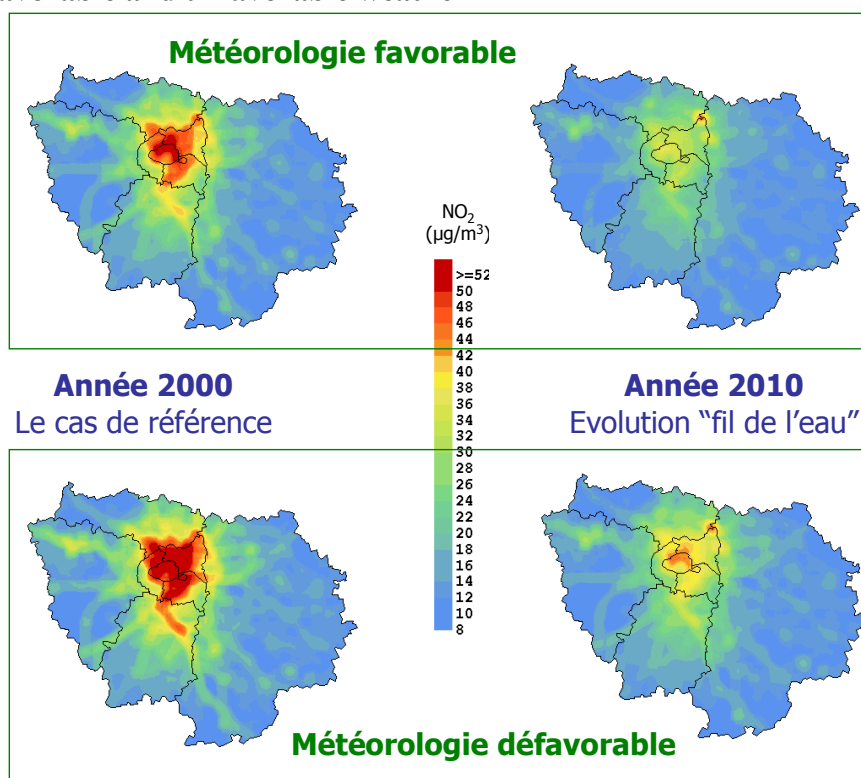 Météorologie favorable
NO2
(µg/m3)
>=52
50
48
46
44
42
40
38
36
34
32
30
28
26
24
22
20
18
16
14
12
10
8
Année 2000
Le cas de référence
Année 2010
Evolution “fil de l’eau”
Météorologie défavorable